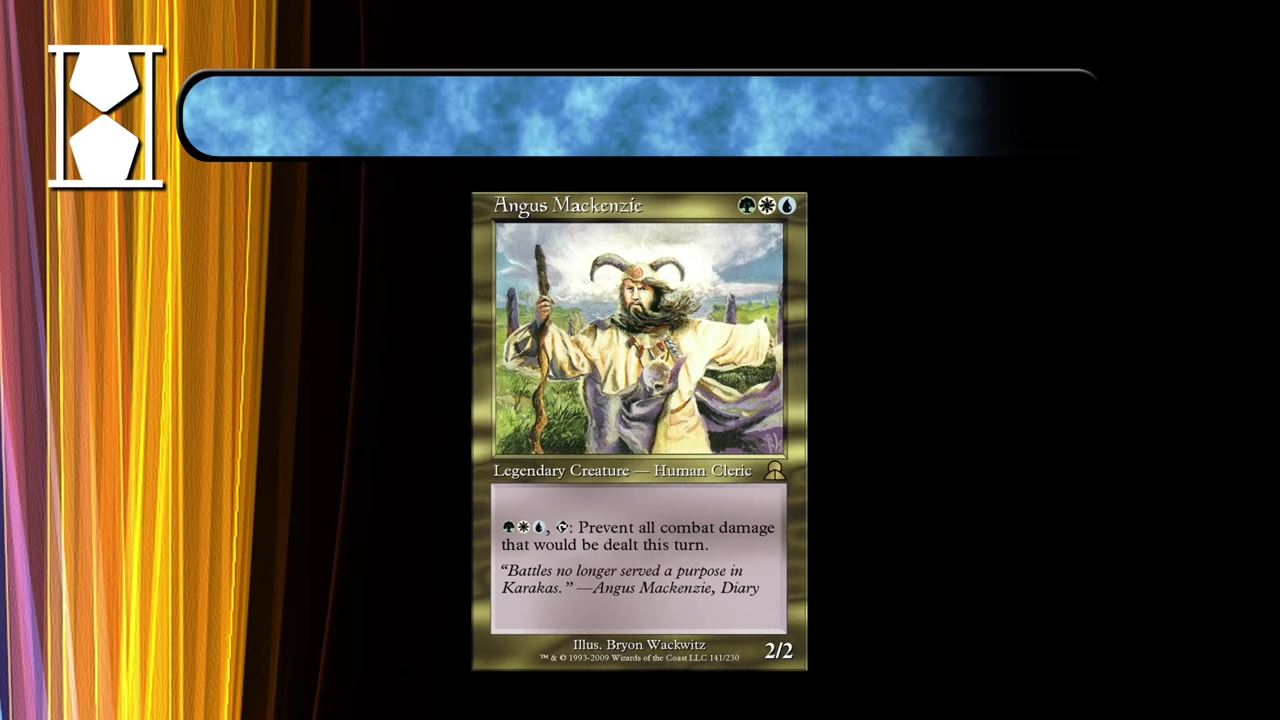 Angus Mackenzie
Legendary Creature — Human Cleric
, : Prevent all combat damage
that would be dealt this turn.
“Battles no longer served a purpose in
Karakas.” —Angus Mackenzie, Diary
Illus. Bryon Wackwitz
™ & © 1993-2009 Wizards of the Coast LLC 141/230
2/2